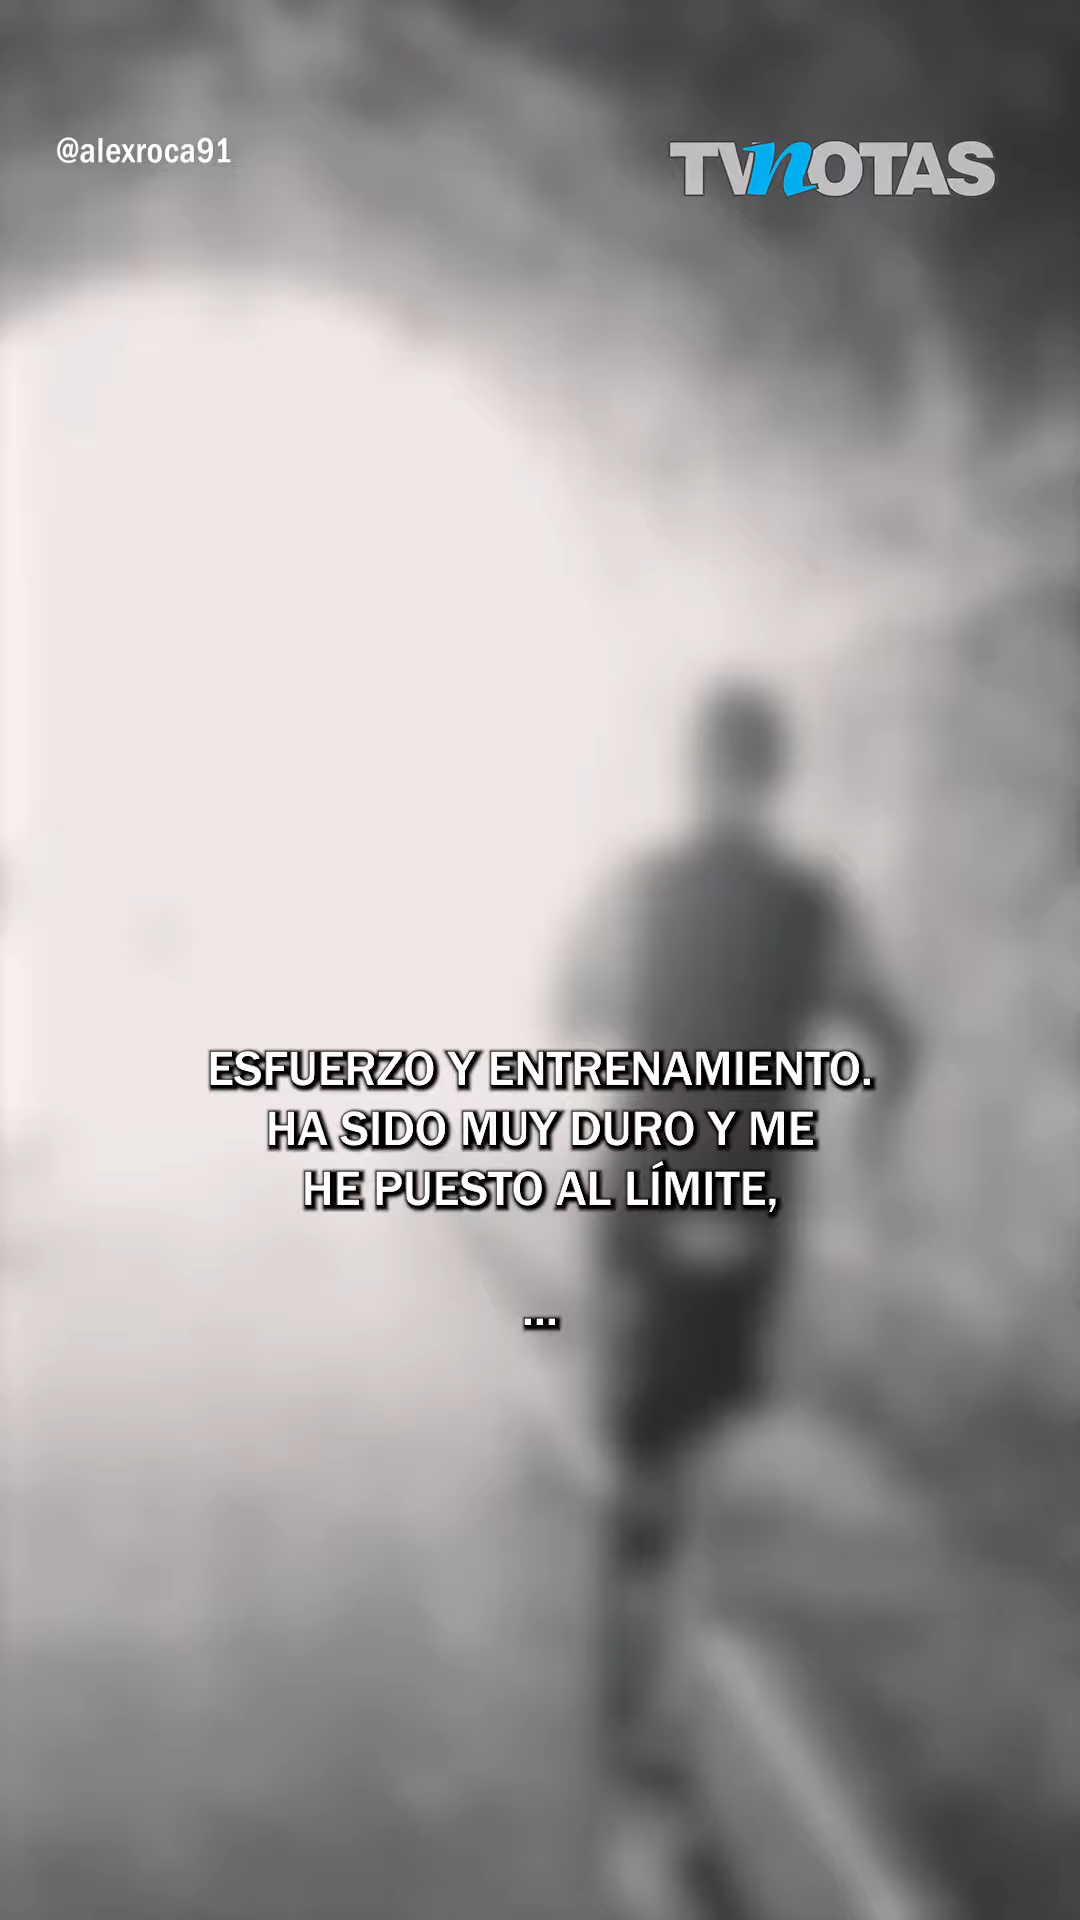 @alexroca91
TVnOTAS
ESFUERZO Y ENTRENAMIENTO.
HA SIDO MUY DURO Y ME
HE PUESTO AL LÍMITE,
...